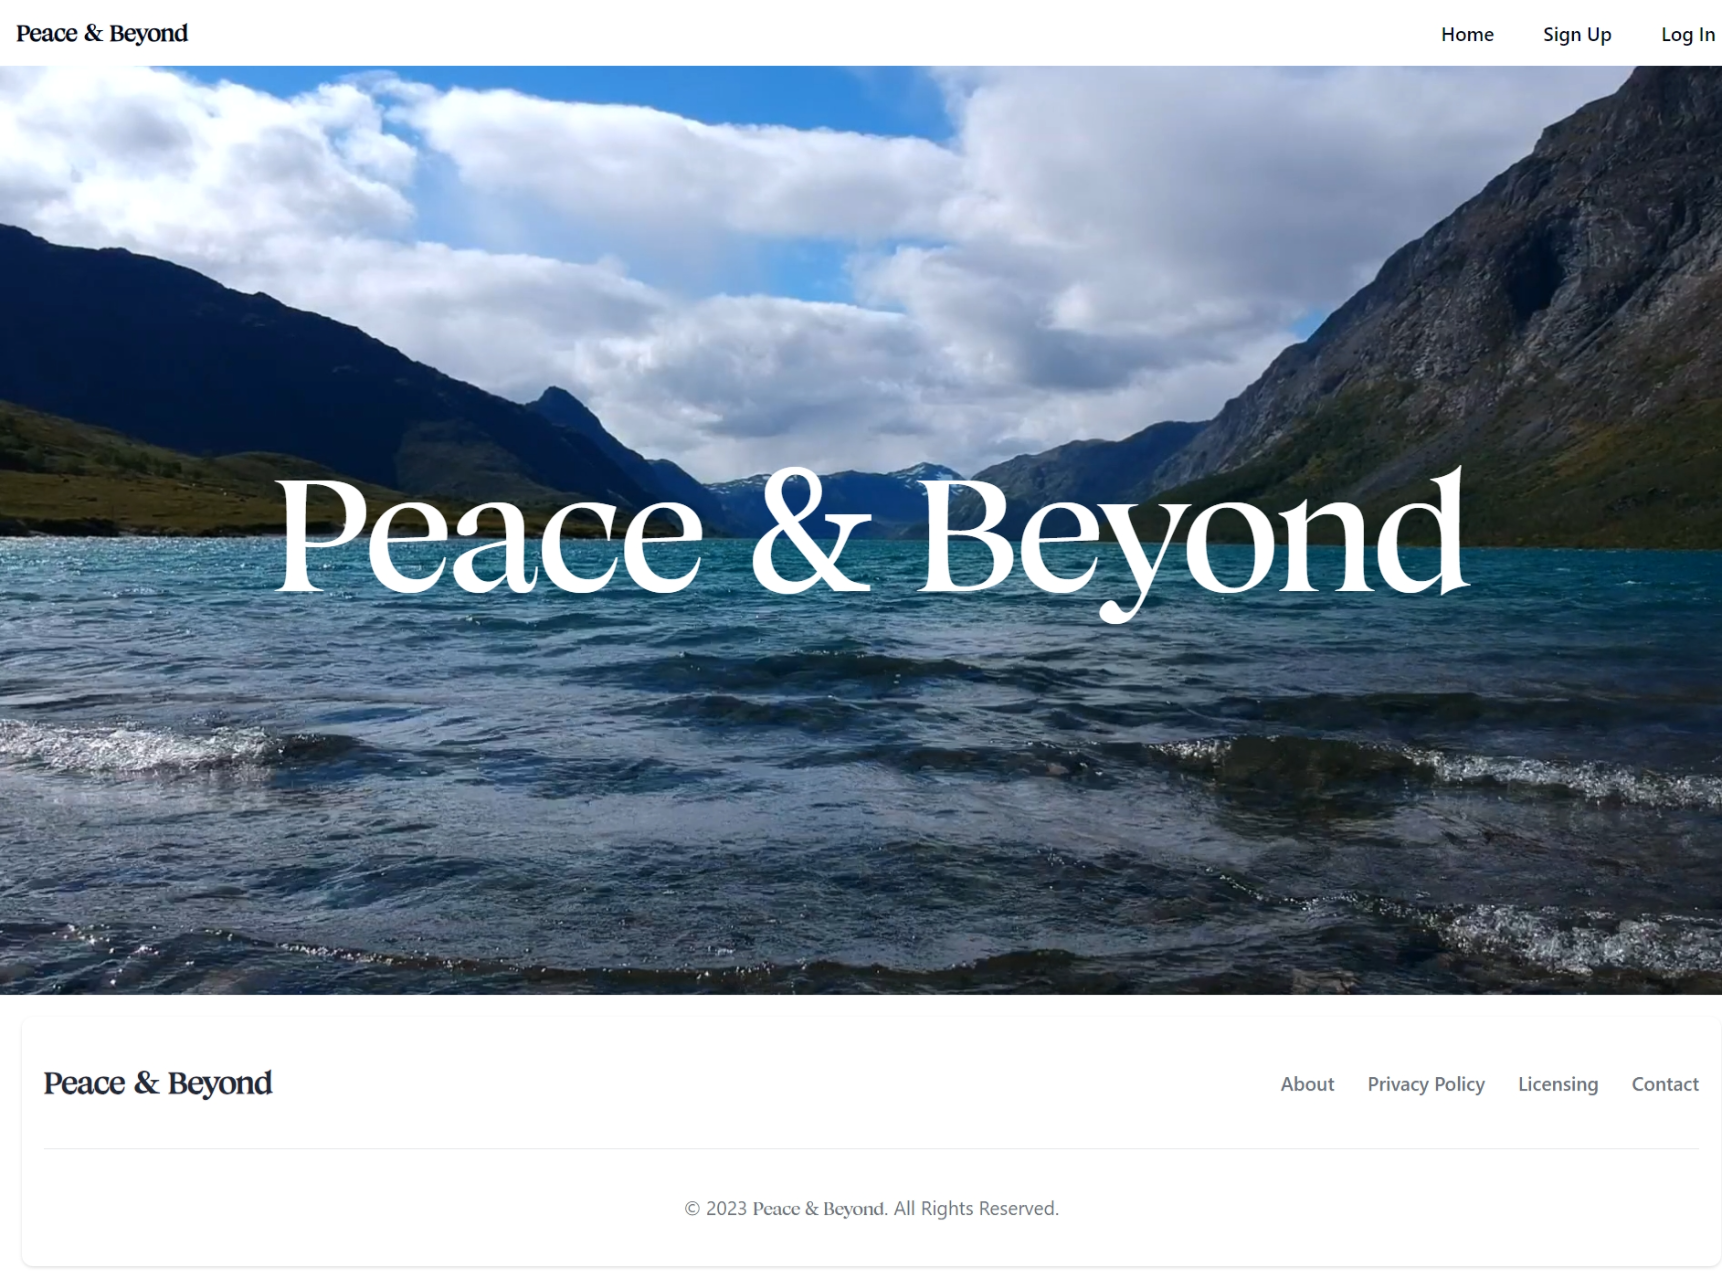 Peace & Beyond
Home Sign Up Log In
Peace & Beyond
Peace & Beyond
About Privacy Policy Licensing Contact
© 2023 Peace & Beyond. All Rights Reserved.